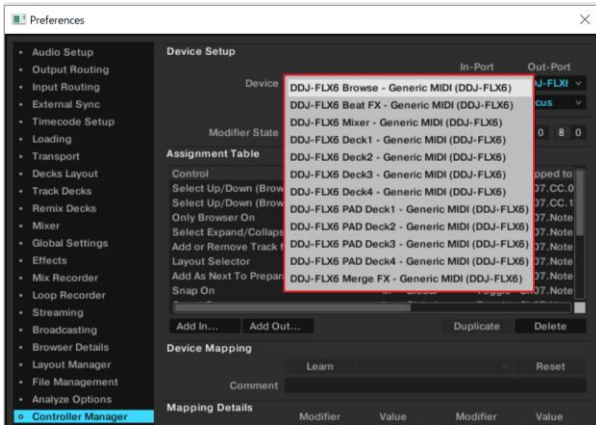 Preferences
Audio Setup
Output Routing
Input Routing
External Sync
Timecode Setup
Loading
Transport
Decks Layout
Track Decks
Remix Decks
Mixer
Global Settings
Effects
Mix Recorder
Loop Recorder
Streaming
Broadcasting
Browser Details
Layout Manager
File Management
Analyze Options
Controller Manager
Device Setup
In-Port Out-Port
Device
DDJ-FLX6 Browse - Generic MIDI (DDJ-FLX6)
DDJ-FLX6 Beat FX - Generic MIDI (DDJ-FLX6)
DDJ-FLX6 Mixer - Generic MIDI (DDJ-FLX6)
DDJ-FLX6 Deck1 - Generic MIDI (DDJ-FLX6)
DDJ-FLX6 Deck2 - Generic MIDI (DDJ-FLX6)
DDJ-FLX6 Deck3 - Generic MIDI (DDJ-FLX6)
DDJ-FLX6 Deck4 - Generic MIDI (DDJ-FLX6)
DDJ-FLX6 PAD Deck1 - Generic MIDI (DDJ-FLX6)
DDJ-FLX6 PAD Deck2 - Generic MIDI (DDJ-FLX6)
DDJ-FLX6 PAD Deck3 - Generic MIDI (DDJ-FLX6)
DDJ-FLX6 PAD Deck4 - Generic MIDI (DDJ-FLX6)
DDJ-FLX6 Merge FX - Generic MIDI (DDJ-FLX6)
Modifier State 0 8 0
Assignment Table
Control
Select Up/Down (Brow
Select Up/Down (Brow
Only Browser On
Select Expand/Collaps
Add or Remove Track f
Layout Selector
Add As Next To Prepar
Snap On
Add In... Add Out... Duplicate Delete
Device Mapping
Learn Reset
Comment
Mapping Details
Modifier Value Modifier Value